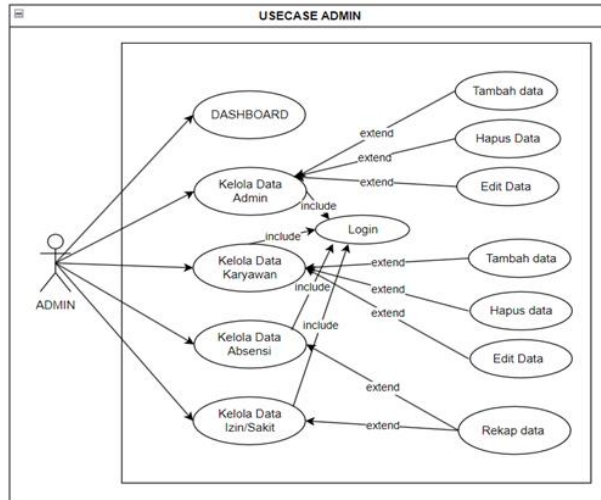 USECASE ADMIN
Tambah data
DASHBOARD
extend
Hapus Data
extend
Kelola Data
Admin
extend
Edit Data
include
Login
include
Kelola Data
Karyawan
extend
Tambah data
ADMIN
include
extend
Hapus data
extend
include
Kelola Data
Absensi
Edit Data
extend
Kelola Data
Izin/Sakit
extend
Rekap data